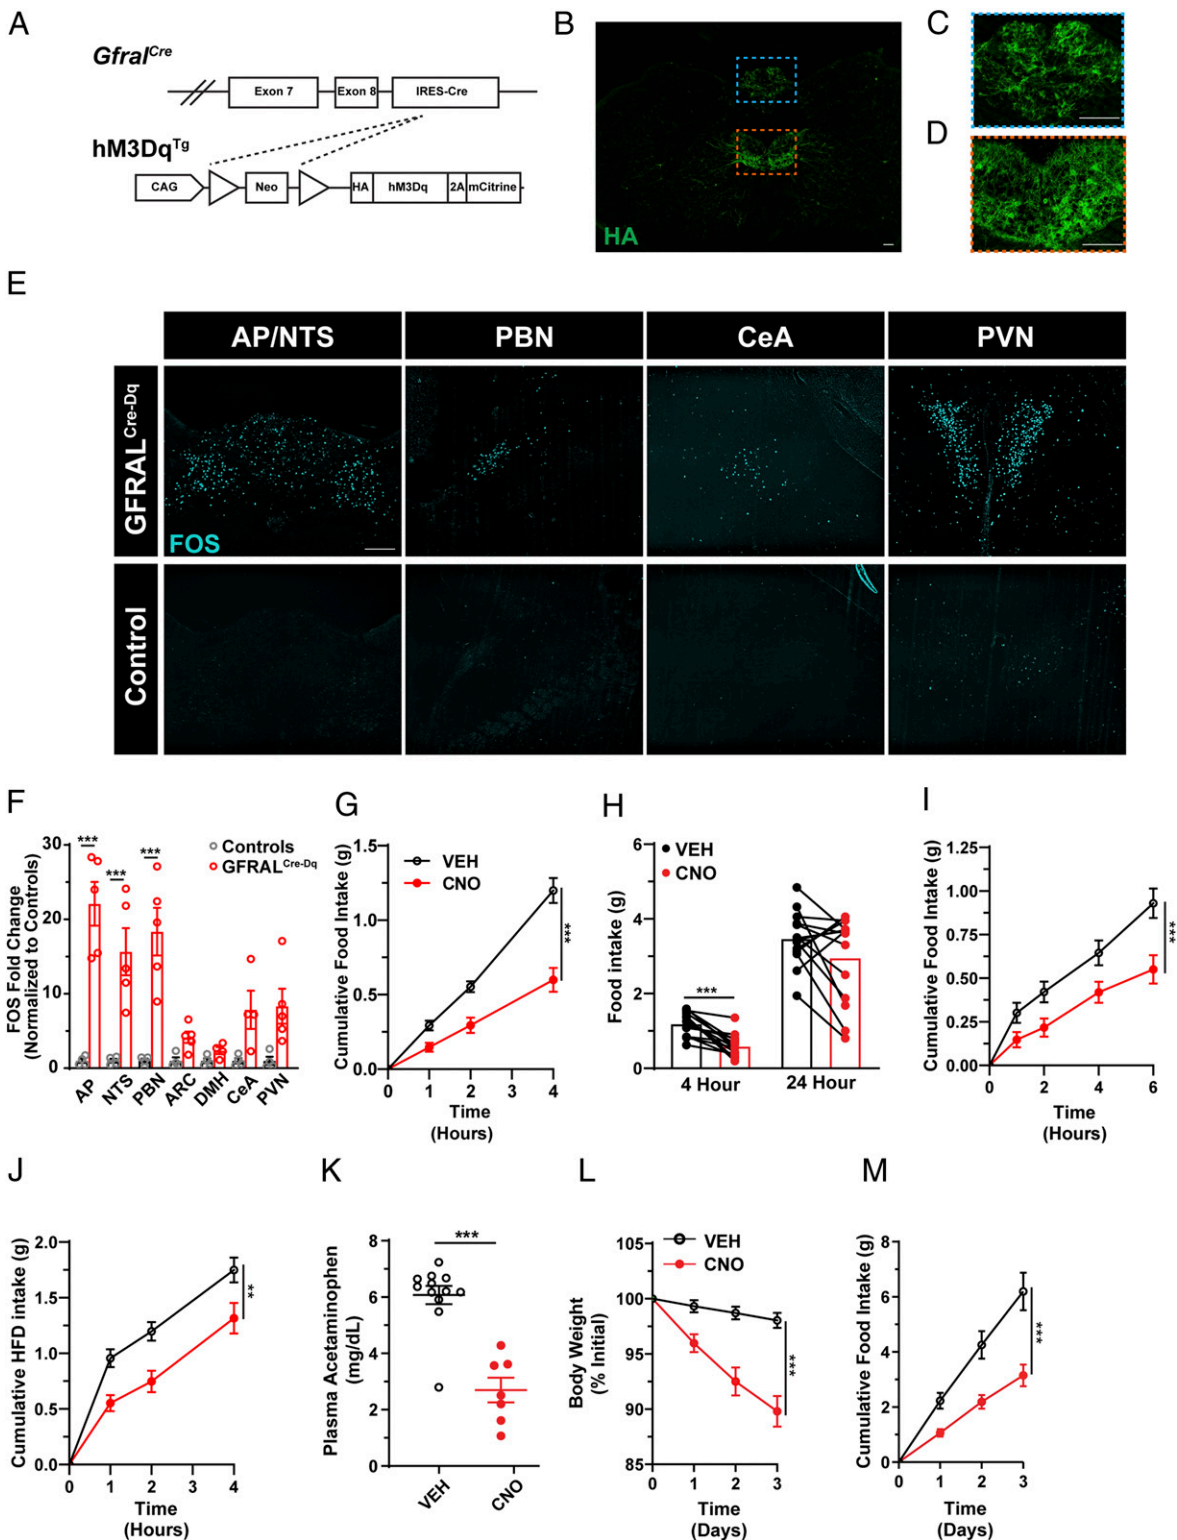 A
Gfral^Cre
Exon 7
Exon 8
IRES-Cre
hM3Dq^Tg
CAG
Neo
HA
hM3Dq
2A
mCitrine
B
HA
C
D
E
AP/NTS
PBN
CeA
PVN
GFRAL^Cre-Dq
FOS
Control
F
FOS Fold Change
(Normalized to Controls)
30
20
10
0
***
***
***
Controls
GFRAL^Cre-Dq
AP
NTS
PBN
ARC
DMH
CeA
PVN
G
Cumulative Food Intake (g)
1.5
1.0
0.5
0.0
VEH
CNO
***
0 1 2 3 4
Time
(Hours)
H
Food intake (g)
6
4
2
0
VEH
CNO
***
4 Hour
24 Hour
I
Cumulative Food Intake (g)
1.25
1.00
0.75
0.50
0.25
0.00
***
0 2 4 6
Time
(Hours)
J
Cumulative HFD intake (g)
2.0
1.5
1.0
0.5
0.0
**
0 1 2 3 4
Time
(Hours)
K
Plasma Acetaminophen
(mg/dL)
8
6
4
2
0
***
VEH
CNO
L
Body Weight
(% Initial)
105
100
95
90
85
VEH
CNO
***
0 1 2 3
Time
(Days)
M
Cumulative Food Intake (g)
8
6
4
2
0
***
0 1 2 3
Time
(Days)